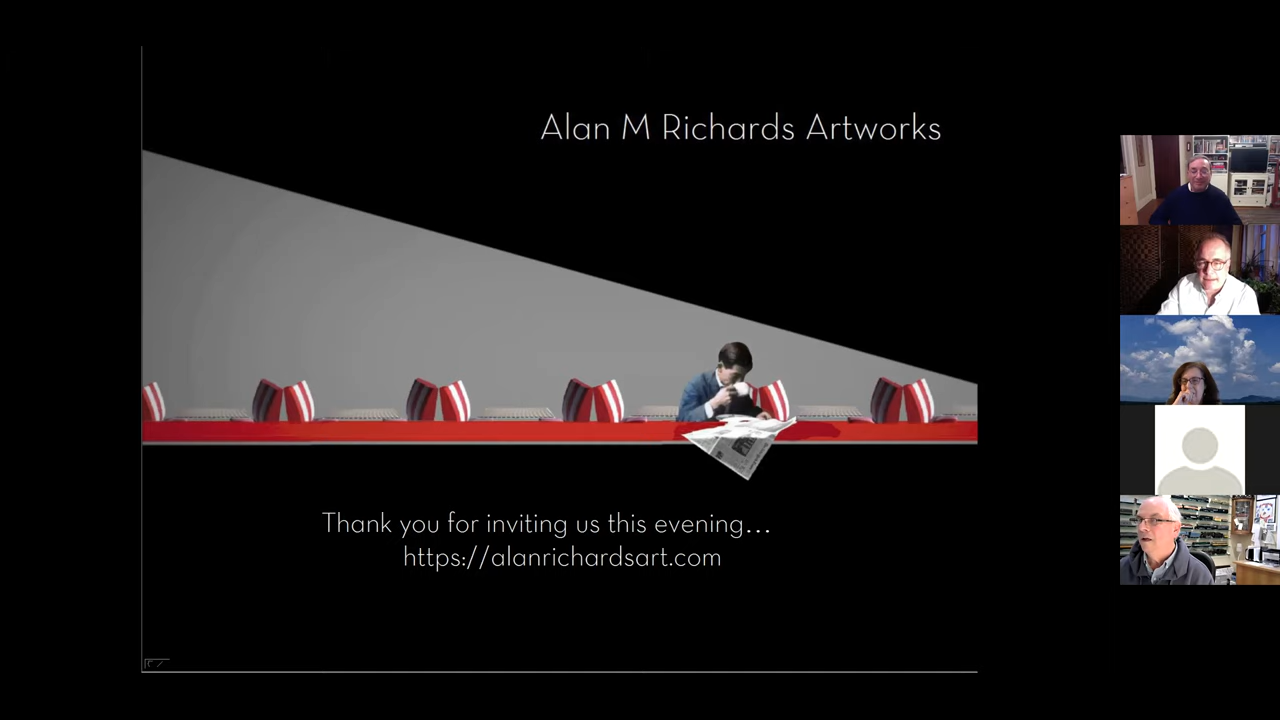 Alan M Richards Artworks
Thank you for inviting us this evening...
https://alanrichardsart.com